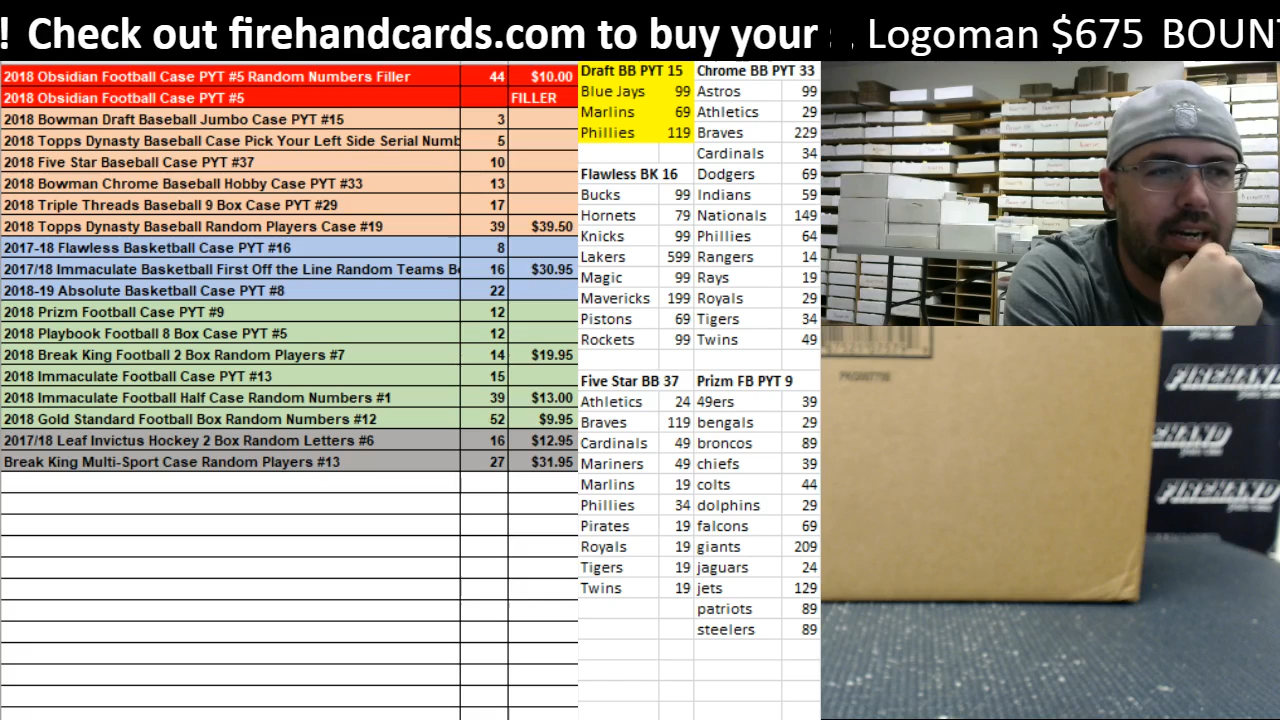 ! Check out firehandcards.com to buy your
Logoman $675 BOUN
2018 Obsidian Football Case PYT #5 Random Numbers Filler 44 $10.00
2018 Obsidian Football Case PYT #5 FILLER
2018 Bowman Draft Baseball Jumbo Case PYT #15 3
2018 Topps Dynasty Baseball Case Pick Your Left Side Serial Numb 5
2018 Five Star Baseball Case PYT #37 10
2018 Bowman Chrome Baseball Hobby Case PYT #33 13
2018 Triple Threads Baseball 9 Box Case PYT #29 17
2018 Topps Dynasty Baseball Random Players Case #19 39 $39.50
2017-18 Flawless Basketball Case PYT #16 8
2017/18 Immaculate Basketball First Off the Line Random Teams B 16 $30.95
2018-19 Absolute Basketball Case PYT #8 22
2018 Prizm Football Case PYT #9 12
2018 Playbook Football 8 Box Case PYT #5 12
2018 Break King Football 2 Box Random Players #7 14 $19.95
2018 Immaculate Football Case PYT #13 15
2018 Immaculate Football Half Case Random Numbers #1 39 $13.00
2018 Gold Standard Football Box Random Numbers #12 52 $9.95
2017/18 Leaf Invictus Hockey 2 Box Random Letters #6 16 $12.95
Break King Multi-Sport Case Random Players #13 27 $31.95
Draft BB PYT 15
Blue Jays 99
Marlins 69
Phillies 119
Flawless BK 16
Bucks 99
Hornets 79
Knicks 99
Lakers 599
Magic 99
Mavericks 199
Pistons 69
Rockets 99
Five Star BB 37
Athletics 24
Braves 119
Cardinals 49
Mariners 49
Marlins 19
Phillies 34
Pirates 19
Royals 19
Tigers 19
Twins 19
Chrome BB PYT 33
Astros 99
Athletics 29
Braves 229
Cardinals 34
Dodgers 69
Indians 59
Nationals 149
Phillies 64
Rangers 14
Rays 19
Royals 29
Tigers 34
Twins 49
Prizm FB PYT 9
49ers 39
bengals 29
broncos 89
chiefs 39
colts 44
dolphins 29
falcons 69
giants 209
jaguars 24
jets 129
patriots 89
steelers 89
FIREHAND
FIREHAND